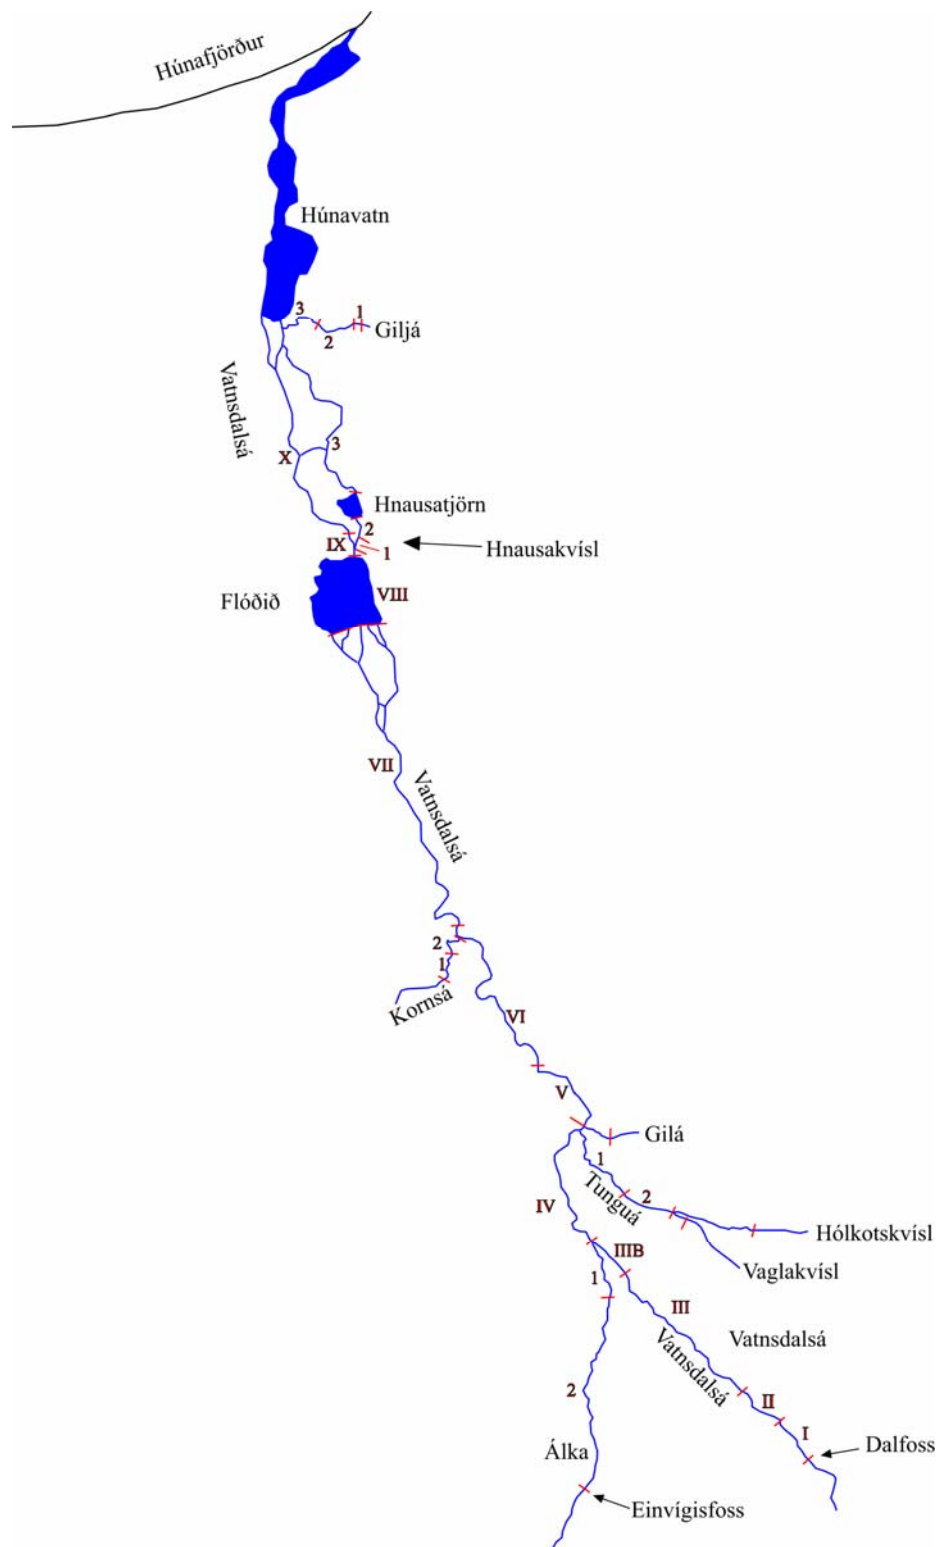 Húnafjörður
Húnavatn
3
1
Giljá
2
Vatnsdalsá
3
X
Hnausatjörn
2
IX
1
Hnausakvísl
VIII
Flóðið
VII
Vatnsdalsá
2
1
Kornsá
VI
V
Gilá
1
Tunguá
2
IV
Hólkotskvísl
IIIB
Vaglakvísl
1
III
Vatnsdalsá
Vatnsdalsá
2
II
I
Dalfoss
Álka
Einvígisfoss